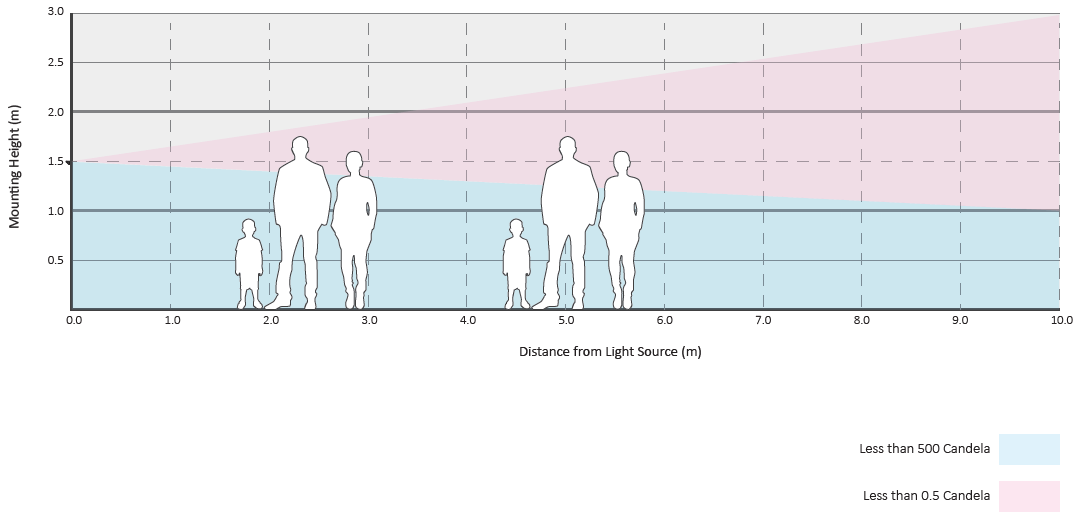 3.0
2.5
2.0
1.5
1.0
0.5
Mounting Height (m)
0.0 1.0 2.0 3.0 4.0 5.0 6.0 7.0 8.0 9.0 10.0
Distance from Light Source (m)
Less than 500 Candela
Less than 0.5 Candela